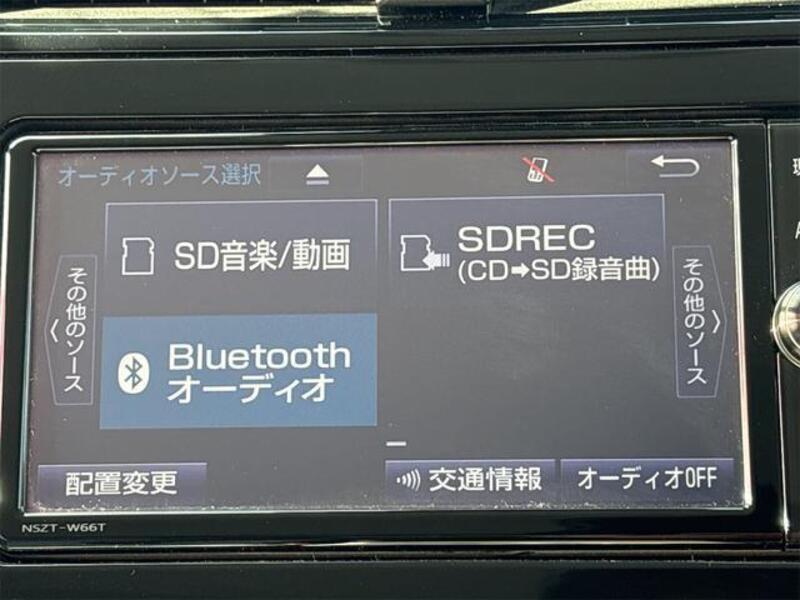 オーディオソース選択
SD音楽/動画
SDREC
(CD➡SD録音曲)
その他のソース
Bluetooth
オーディオ
その他のソース
配置変更
交通情報
オーディオOFF
NSZT-W66T